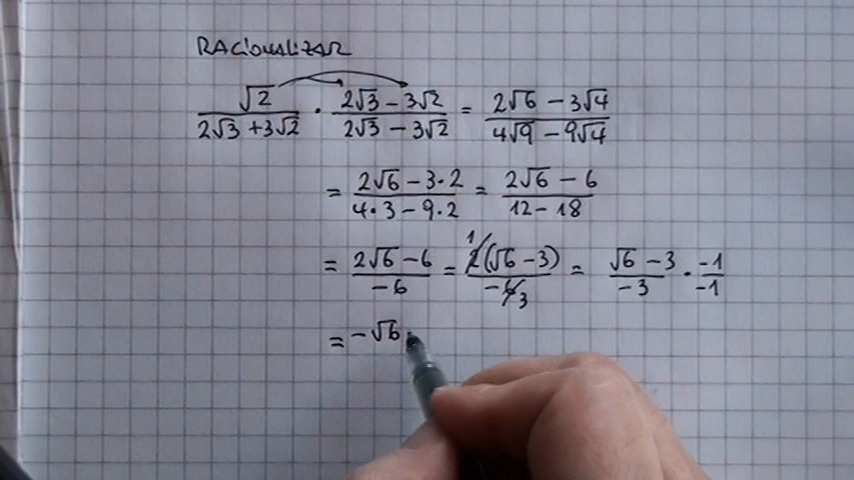 RACIONALIZAR
√2 / (2√3 + 3√2) · (2√3 − 3√2) / (2√3 − 3√2) = (2√6 − 3√4) / (4√9 − 9√4)
= (2√6 − 3·2) / (4·3 − 9·2) = (2√6 − 6) / (12 − 18)
= (2√6 − 6) / −6 = 1 2(√6 − 3) / −6 3 = (√6 − 3) / −3 · −1 / −1
= −√6